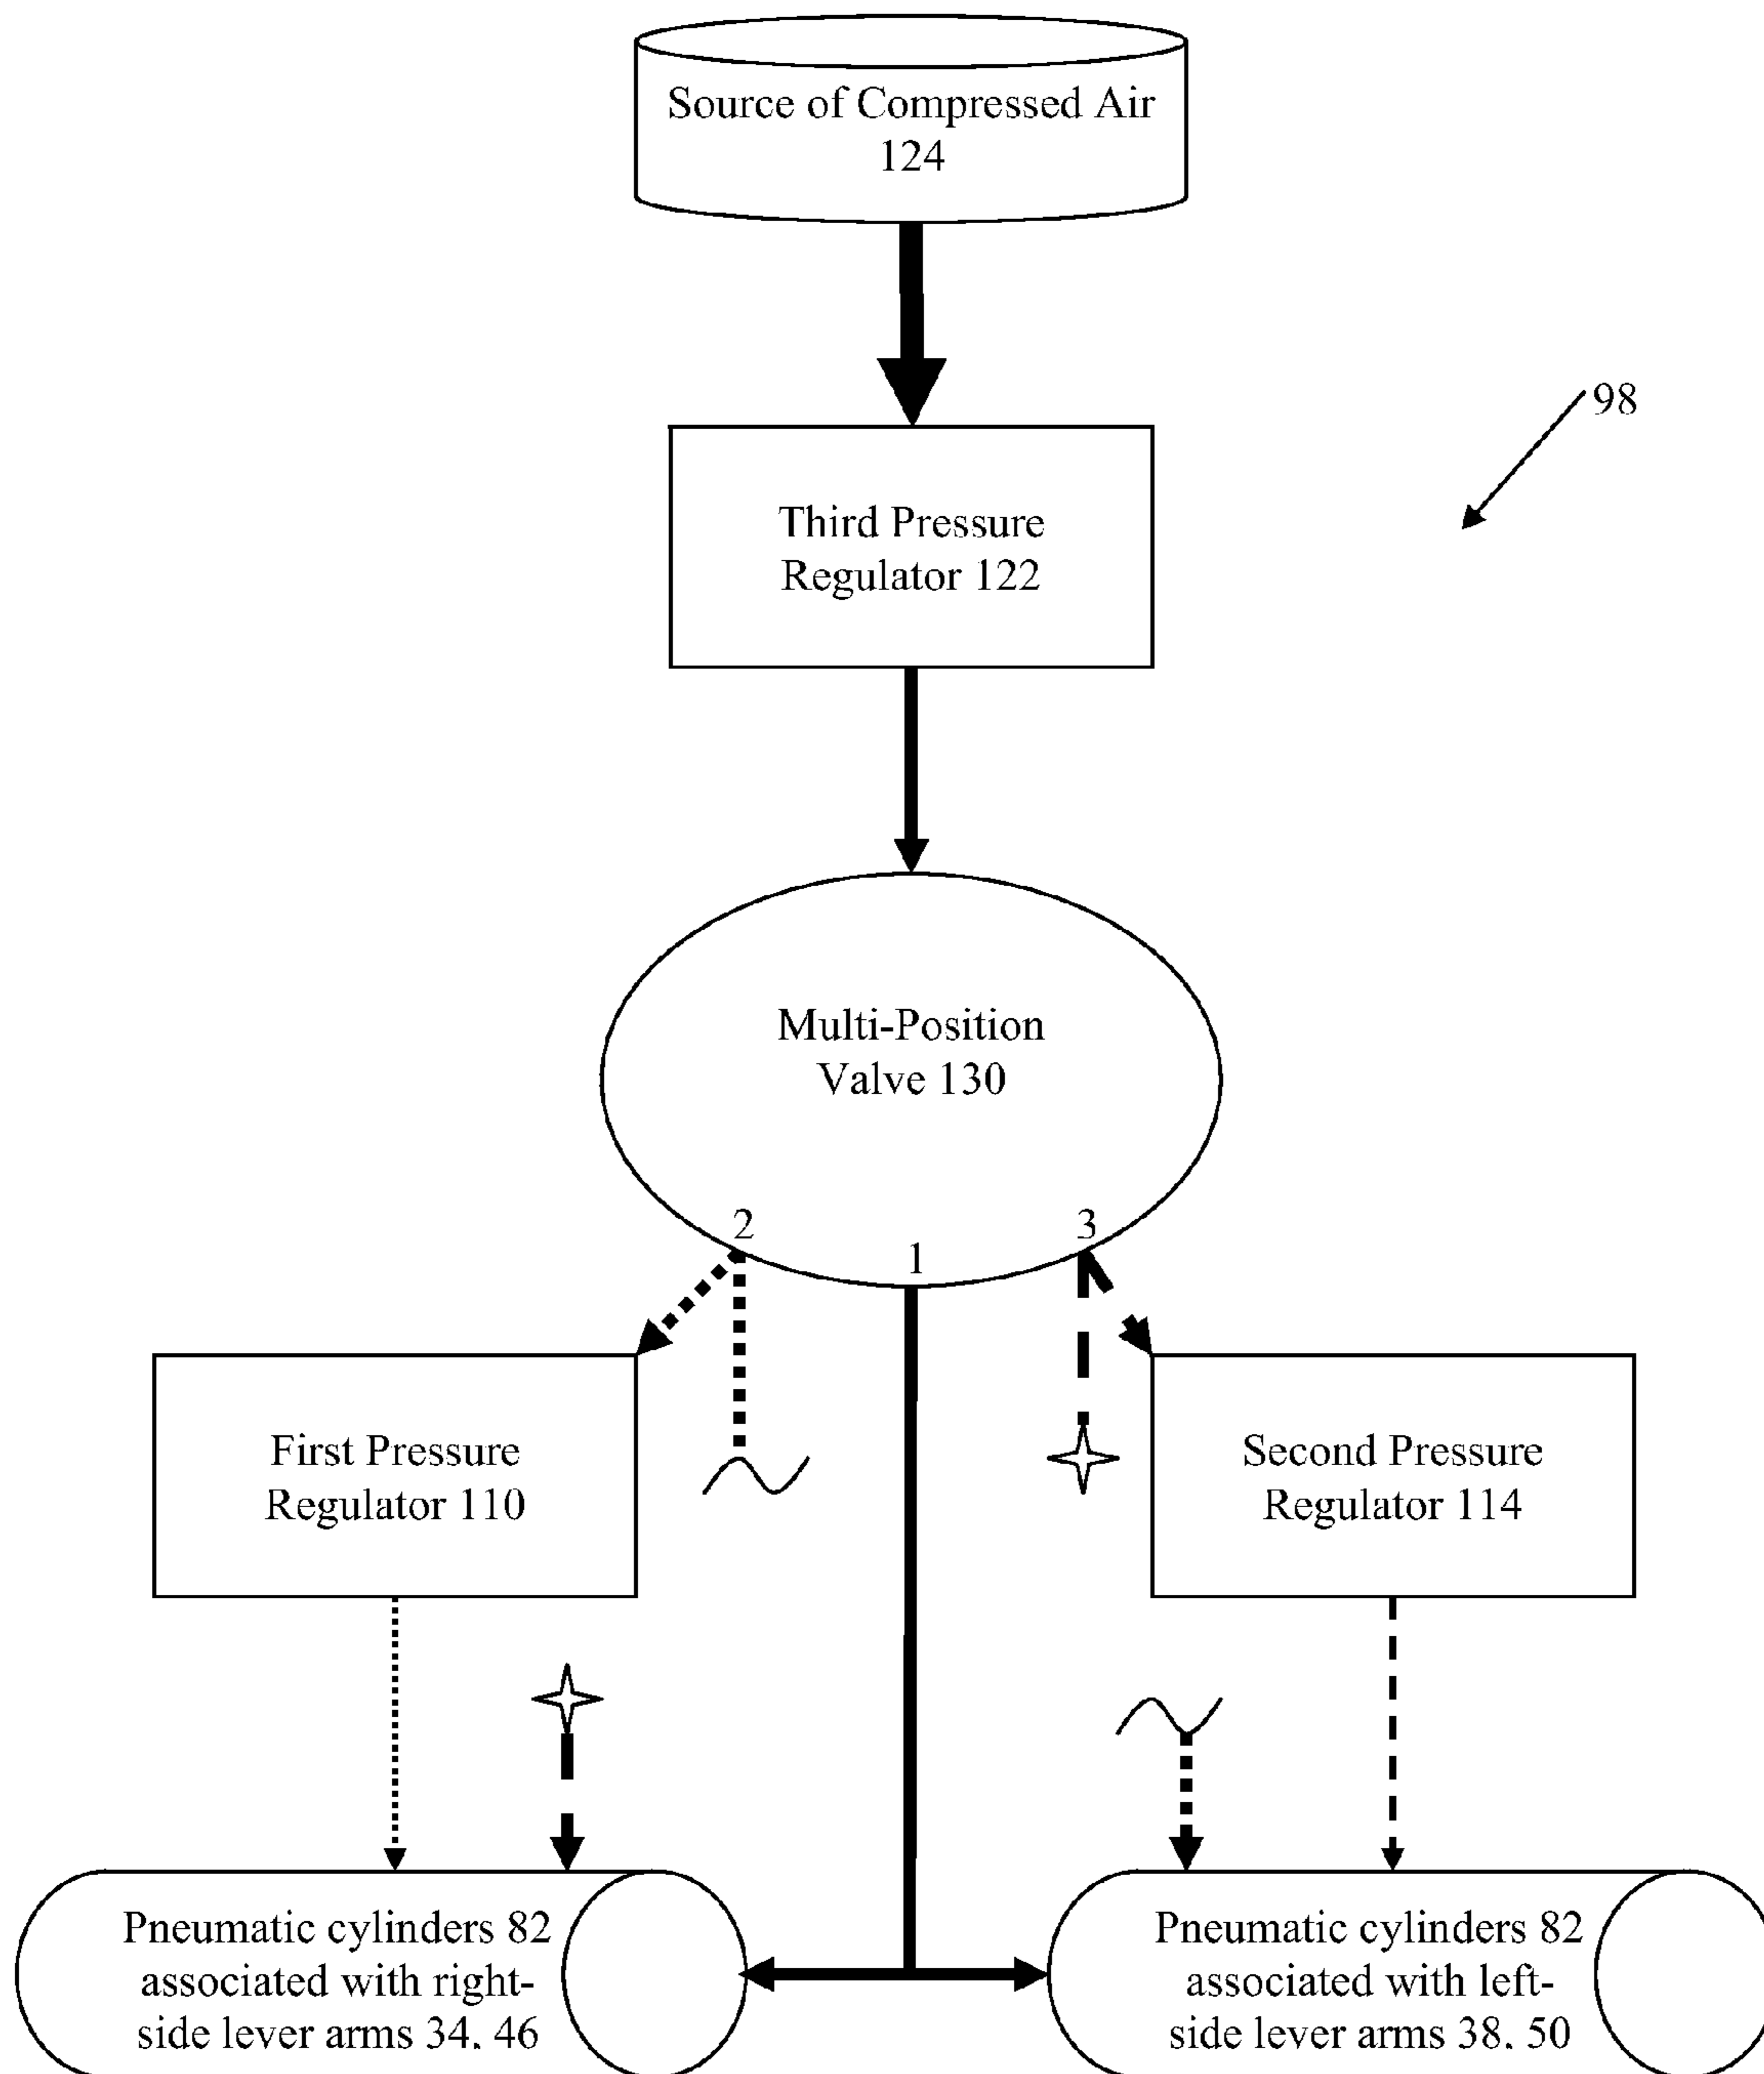 Source of Compressed Air
124
98
Third Pressure
Regulator 122
Multi-Position
Valve 130
2
3
1
First Pressure
Regulator 110
Second Pressure
Regulator 114
Pneumatic cylinders 82
associated with right-
side lever arms 34, 46
Pneumatic cylinders 82
associated with left-
side lever arms 38, 50